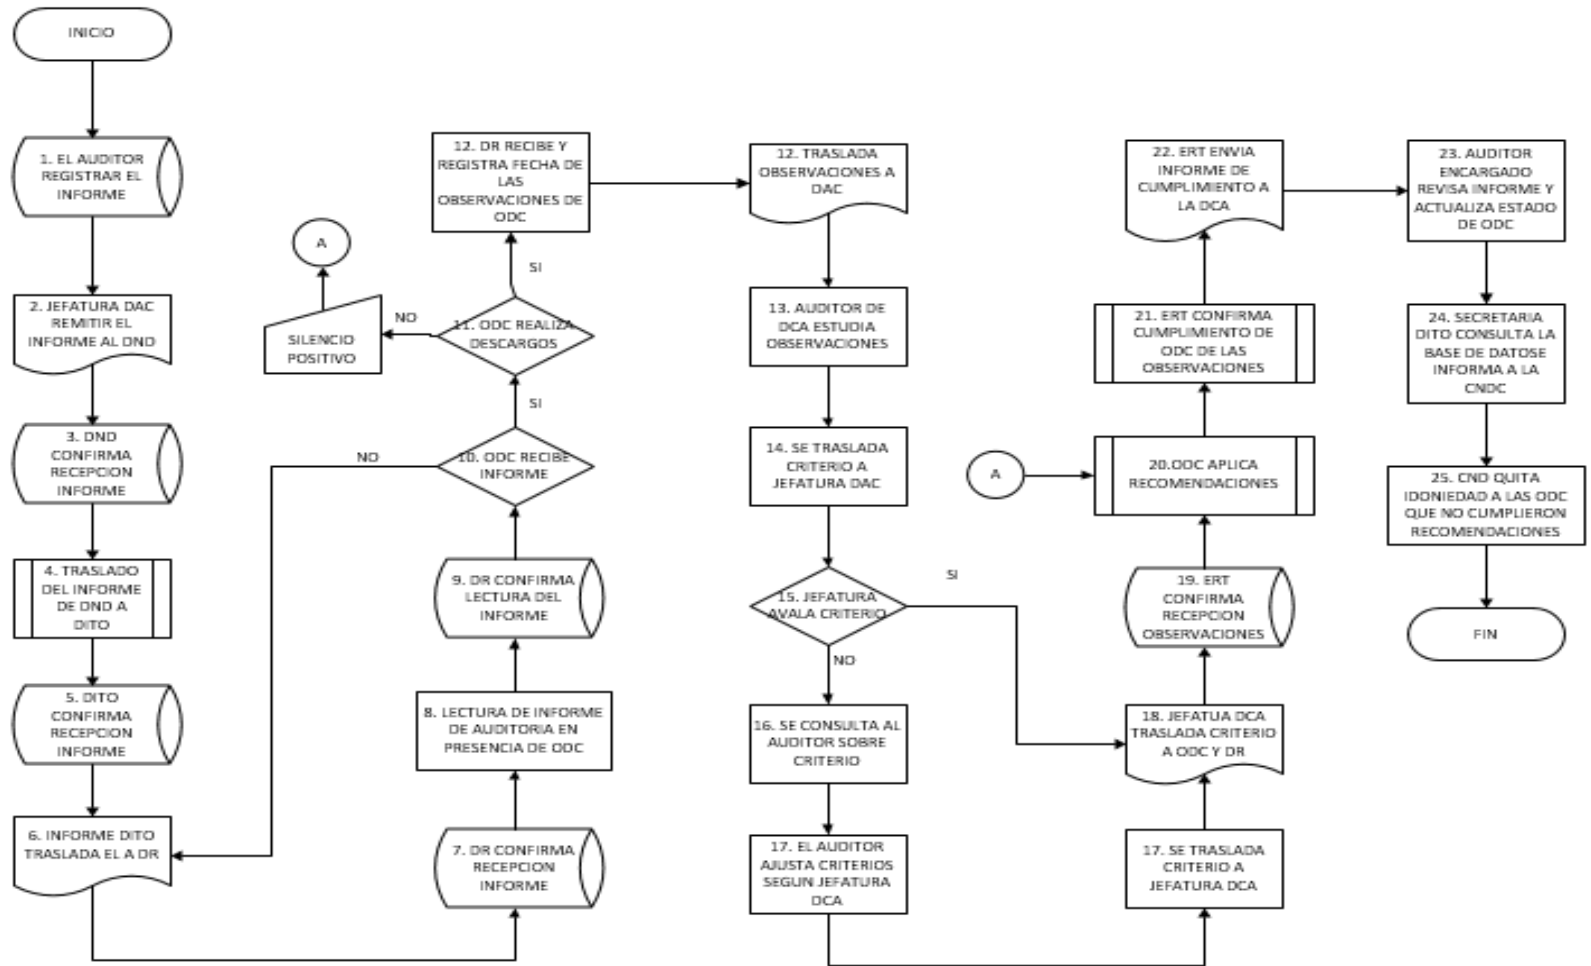 INICIO
1. EL AUDITOR
REGISTRAR EL
INFORME
2. JEFATURA DAC
REMITIR EL
INFORME AL DND
3. DND
CONFIRMA
RECEPCION
INFORME
4. TRASLADO
DEL INFORME
DE DND A
DITO
5. DITO
CONFIRMA
RECEPCION
INFORME
6. INFORME DITO
TRASLADA EL A DR
7. DR CONFIRMA
RECEPCION
INFORME
8. LECTURA DE INFORME
DE AUDITORIA EN
PRESENCIA DE ODC
9. DR CONFIRMA
LECTURA DEL
INFORME
10. ODC RECIBE
INFORME
NO
SI
11. ODC REALIZA
DESCARGOS
NO
SILENCIO
POSITIVO
A
SI
12. DR RECIBE Y
REGISTRA FECHA DE
LAS
OBSERVACIONES DE
ODC
12. TRASLADA
OBSERVACIONES A
DAC
13. AUDITOR DE
DCA ESTUDIA
OBSERVACIONES
14. SE TRASLADA
CRITERIO A
JEFATURA DAC
15. JEFATURA
AVALA CRITERIO
SI
NO
16. SE CONSULTA AL
AUDITOR SOBRE
CRITERIO
17. EL AUDITOR
AJUSTA CRITERIOS
SEGUN JEFATURA
DCA
17. SE TRASLADA
CRITERIO A
JEFATURA DCA
18. JEFATUA DCA
TRASLADA CRITERIO
A ODC Y DR
19. ERT
CONFIRMA
RECEPCION
OBSERVACIONES
A
20.ODC APLICA
RECOMENDACIONES
21. ERT CONFIRMA
CUMPLIMIENTO DE
ODC DE LAS
OBSERVACIONES
22. ERT ENVIA
INFORME DE
CUMPLIMIENTO A
LA DCA
23. AUDITOR
ENCARGADO
REVISA INFORME Y
ACTUALIZA ESTADO
DE ODC
24. SECRETARIA
DITO CONSULTA LA
BASE DE DATOSE
INFORMA A LA
CNDC
25. CND QUITA
IDONIEDAD A LAS ODC
QUE NO CUMPLIERON
RECOMENDACIONES
FIN